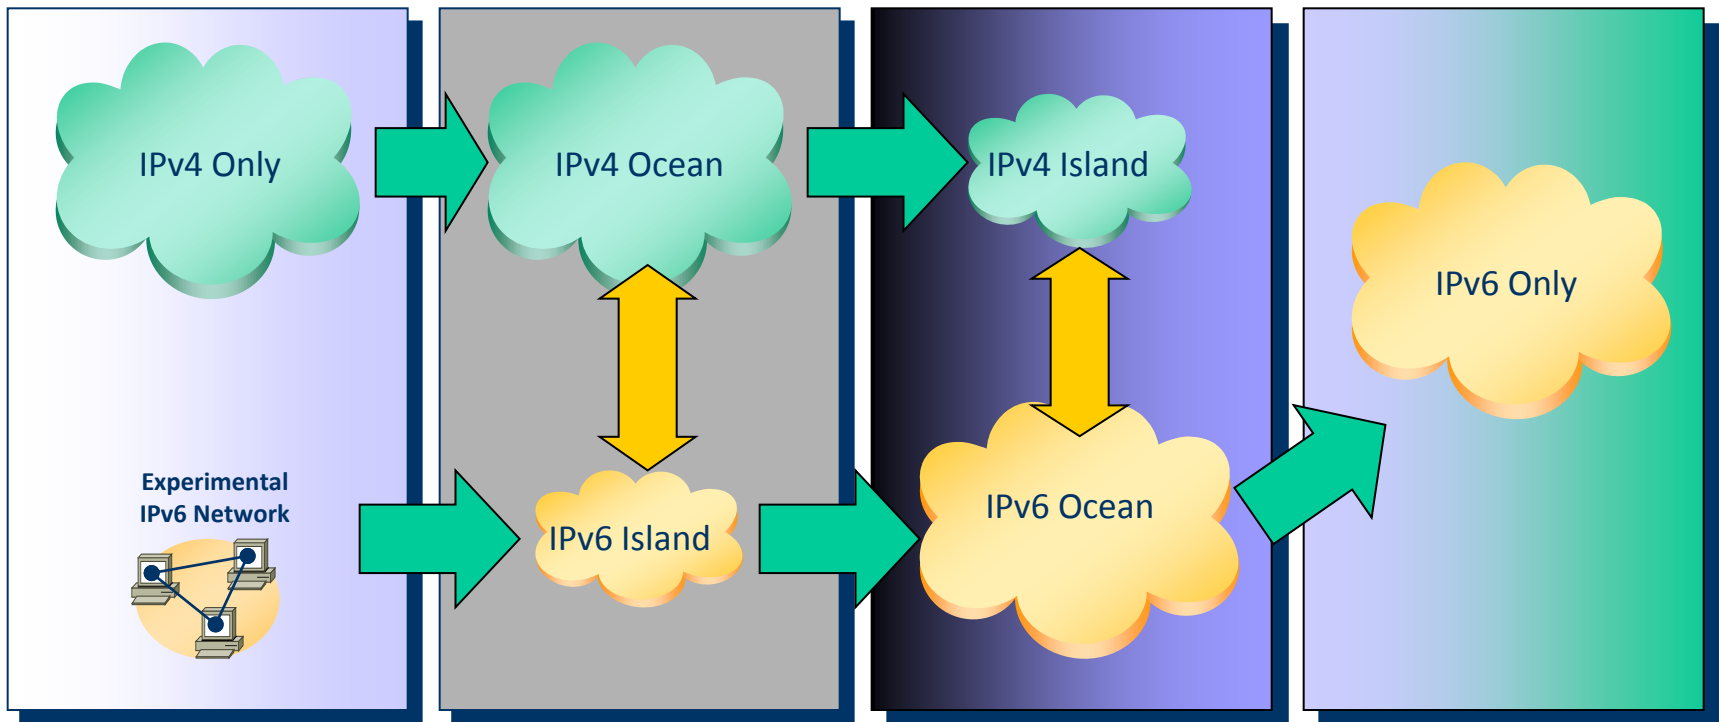 IPv4 Only
Experimental
IPv6 Network
IPv4 Ocean
IPv6 Island
IPv4 Island
IPv6 Ocean
IPv6 Only